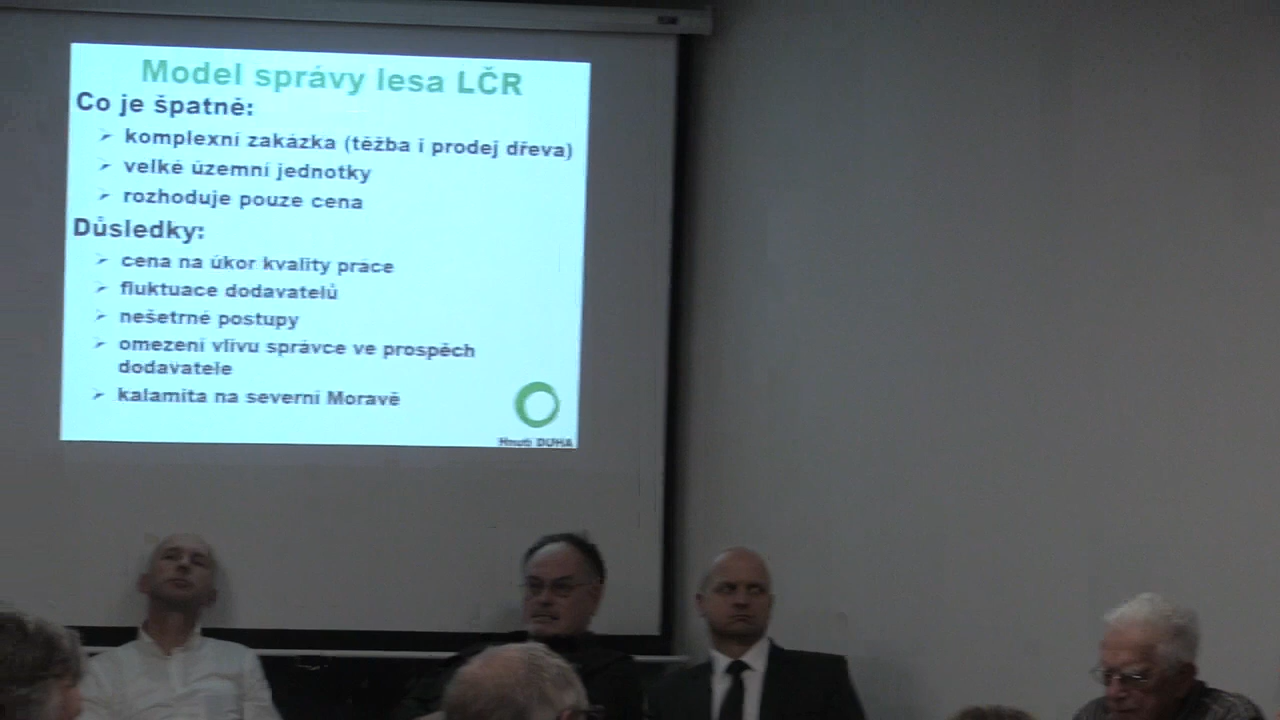 Model správy lesa LČR
Co je špatně:
komplexní zakázka (těžba i prodej dřeva)
velké územní jednotky
rozhoduje pouze cena
Důsledky:
cena na úkor kvality práce
fluktuace dodavatelů
nešetrné postupy
omezení vlivu správce ve prospěch
dodavatele
kalamita na severní Moravě
Hnutí DUHA